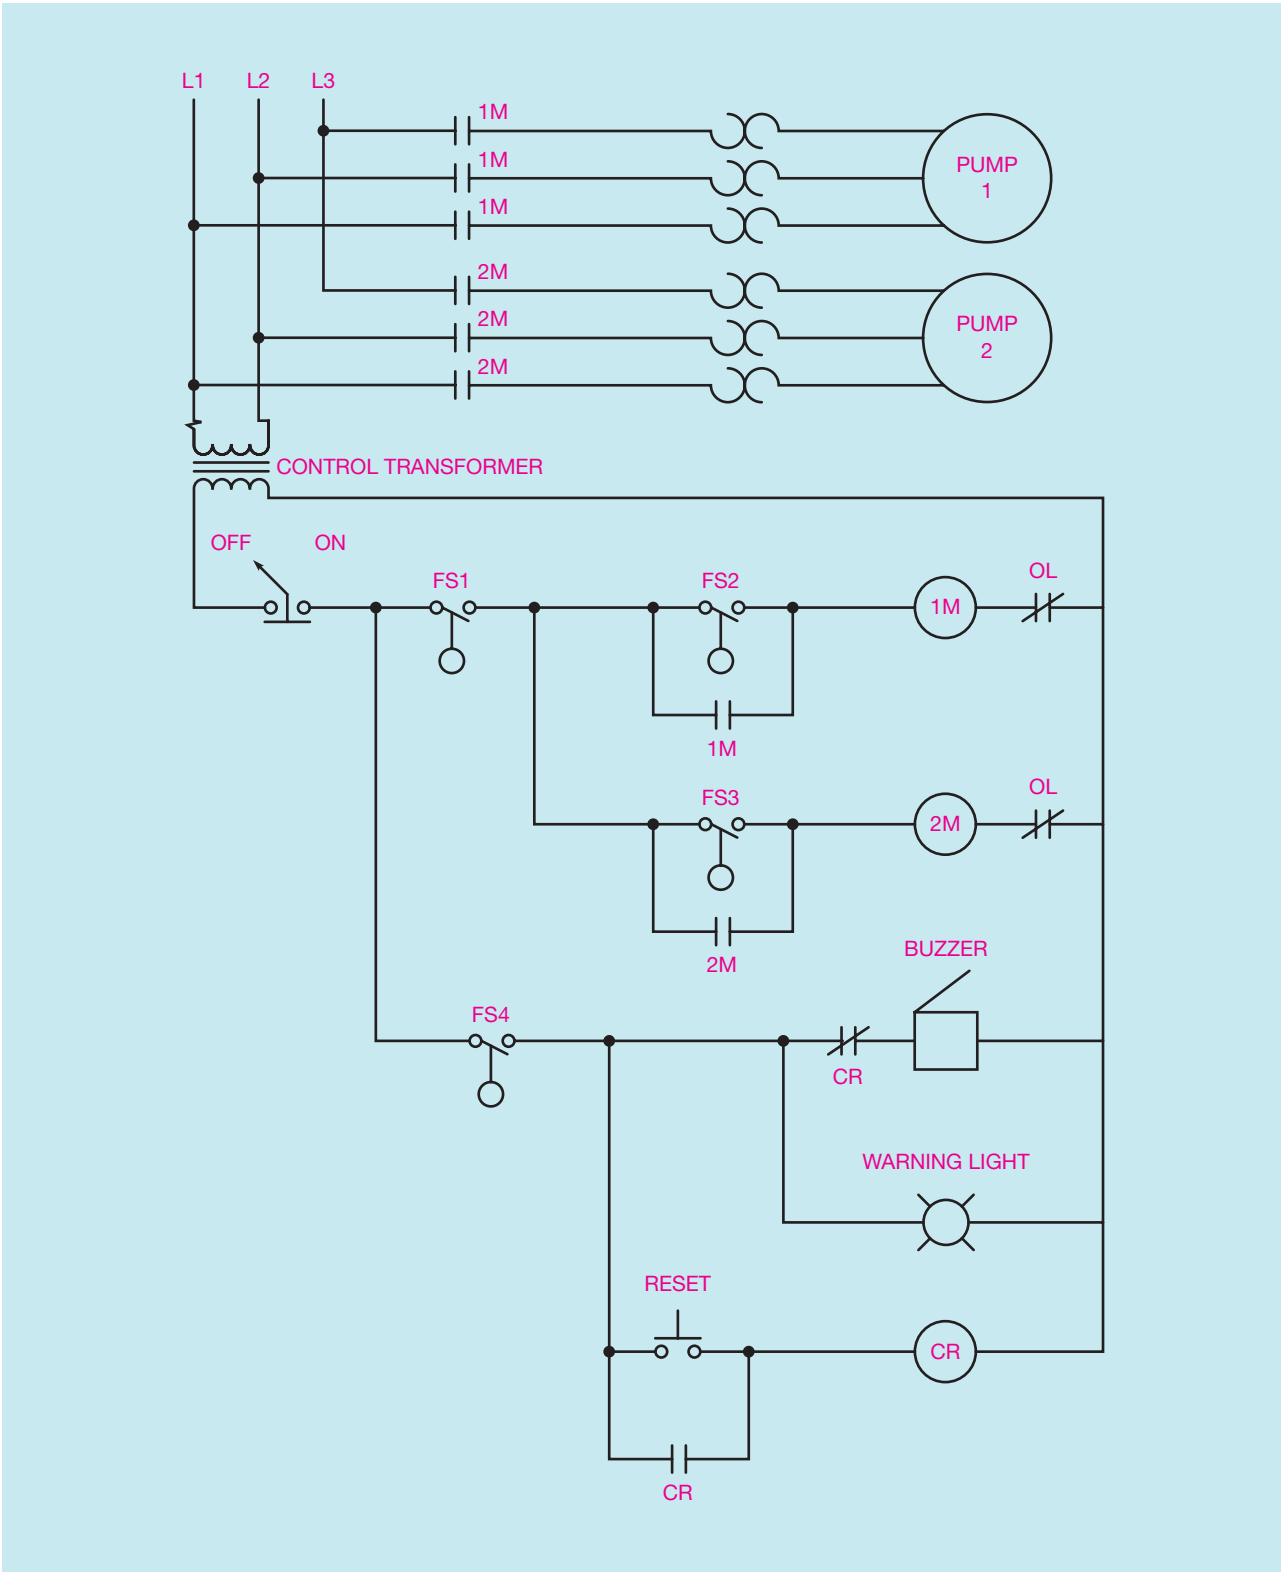 L1 L2 L3
1M
1M
1M
PUMP
1
2M
2M
2M
PUMP
2
CONTROL TRANSFORMER
OFF ON
FS1 FS2 1M OL
1M
FS3 2M OL
2M
BUZZER
FS4
CR
WARNING LIGHT
RESET
CR
CR